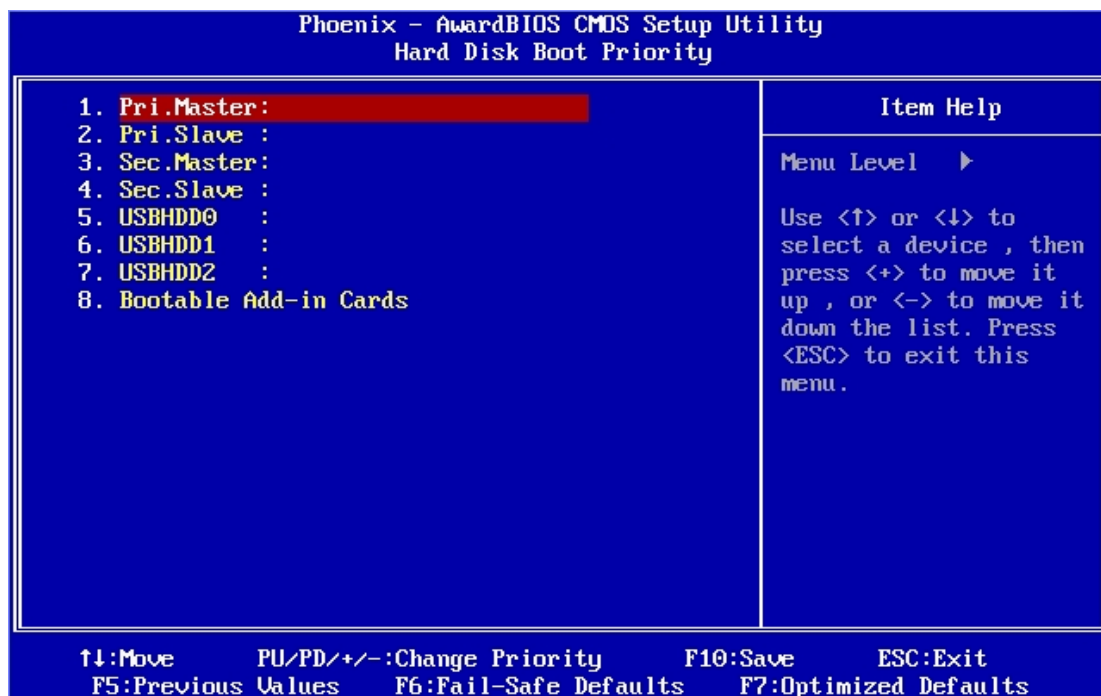 Phoenix - AwardBIOS CMOS Setup Utility
Hard Disk Boot Priority
1. Pri.Master:
2. Pri.Slave :
3. Sec.Master:
4. Sec.Slave :
5. USBHDD0 :
6. USBHDD1 :
7. USBHDD2 :
8. Bootable Add-in Cards
Item Help
Menu Level ▶
Use <↑> or <↓> to
select a device , then
press <+> to move it
up , or <-> to move it
down the list. Press
<ESC> to exit this
menu.
↑↓:Move PU/PD/+/-:Change Priority F10:Save ESC:Exit
F5:Previous Values F6:Fail-Safe Defaults F7:Optimized Defaults